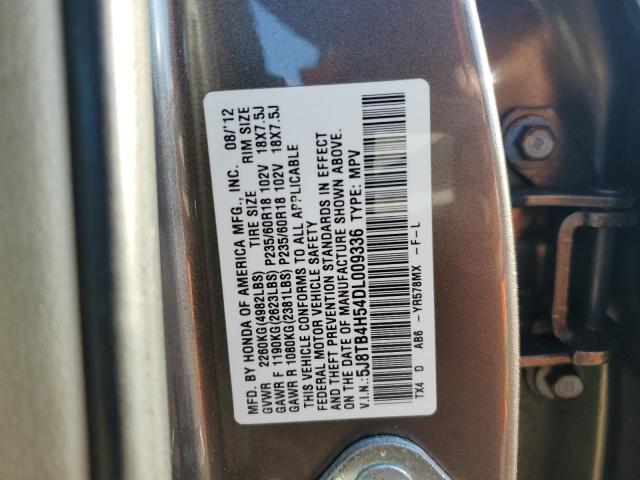 MFD. BY HONDA OF AMERICA MFG., INC. 08/'12
TIRE SIZE RIM SIZE
GVWR 2260KG(4982LBS)
GAWR F 1190KG(2623LBS) P235/60R18 102V 18X7.5J
GAWR R 1080KG(2381LBS) P235/60R18 102V 18X7.5J
THIS VEHICLE CONFORMS TO ALL APPLICABLE
FEDERAL MOTOR VEHICLE SAFETY
AND THEFT PREVENTION STANDARDS IN EFFECT
ON THE DATE OF MANUFACTURE SHOWN ABOVE.
V.I.N.: 5J8TB4H54DL009336 TYPE: MPV
TX4 D AB6 -YR578MX -F-L